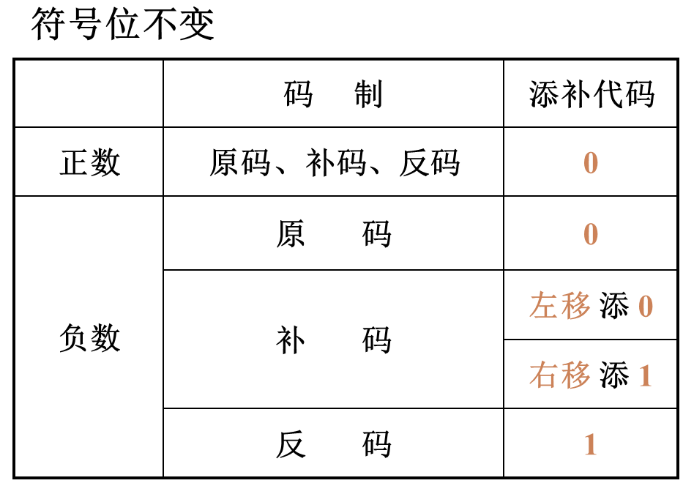 符号位不变
码 制 添补代码
正数 原码、补码、反码 0
原 码 0
左移 添 0
负数 补 码
右移 添 1
反 码 1